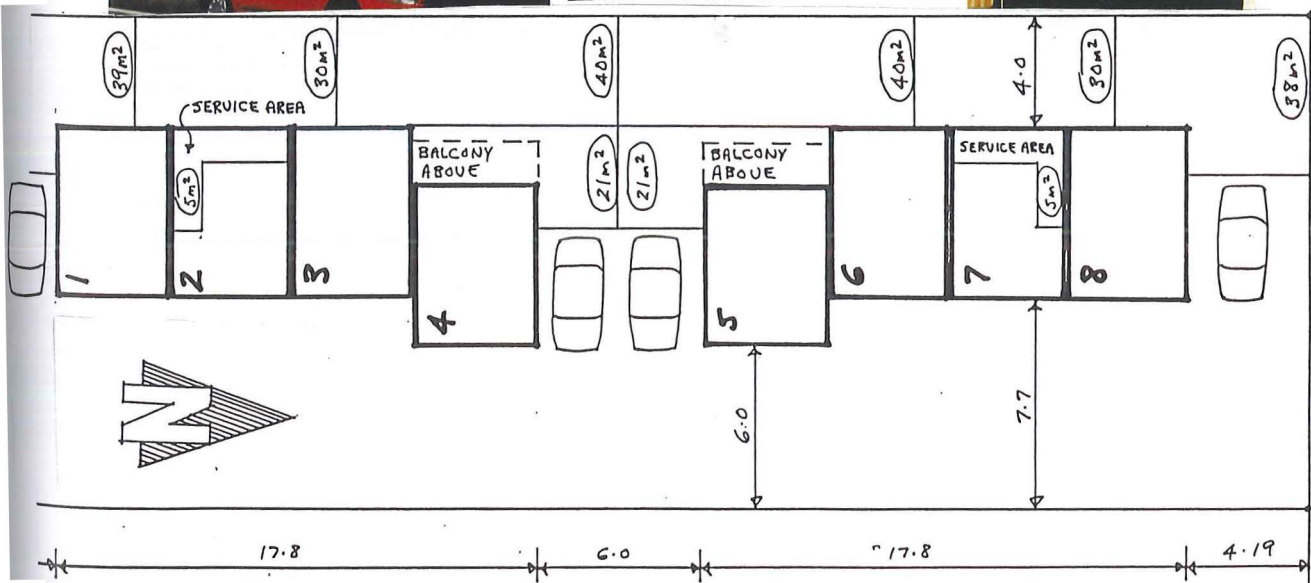 39m²
30m²
40m²
40m²
4.0
30m²
38m²
SERVICE AREA
5m²
BALCONY
ABOVE
21m²
21m²
BALCONY
ABOVE
SERVICE AREA
5m²
1
2
3
4
5
6
7
8
N
6.0
7.7
17.8
6.0
17.8
4.19